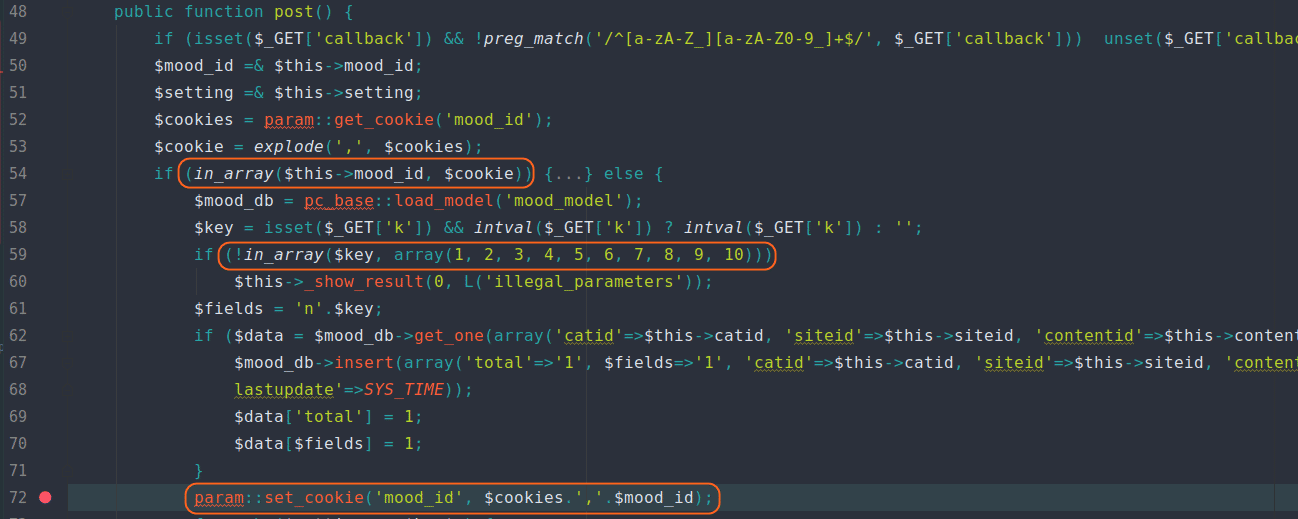 48 public function post() {
49 if (isset($_GET['callback']) && !preg_match('/^[a-zA-Z_][a-zA-Z0-9_]+$/', $_GET['callback'])) unset($_GET['callba
50 $mood_id =& $this->mood_id;
51 $setting =& $this->setting;
52 $cookies = param::get_cookie('mood_id');
53 $cookie = explode(',', $cookies);
54 if (in_array($this->mood_id, $cookie)) {...} else {
57 $mood_db = pc_base::load_model('mood_model');
58 $key = isset($_GET['k']) && intval($_GET['k']) ? intval($_GET['k']) : '';
59 if (!in_array($key, array(1, 2, 3, 4, 5, 6, 7, 8, 9, 10)))
60 $this->_show_result(0, L('illegal_parameters'));
61 $fields = 'n'.$key;
62 if ($data = $mood_db->get_one(array('catid'=>$this->catid, 'siteid'=>$this->siteid, 'contentid'=>$this->content
67 $mood_db->insert(array('total'=>'1', $fields=>'1', 'catid'=>$this->catid, 'siteid'=>$this->siteid, 'content
68 lastupdate'=>SYS_TIME));
69 $data['total'] = 1;
70 $data[$fields] = 1;
71 }
72 param::set_cookie('mood_id', $cookies.','.$mood_id);